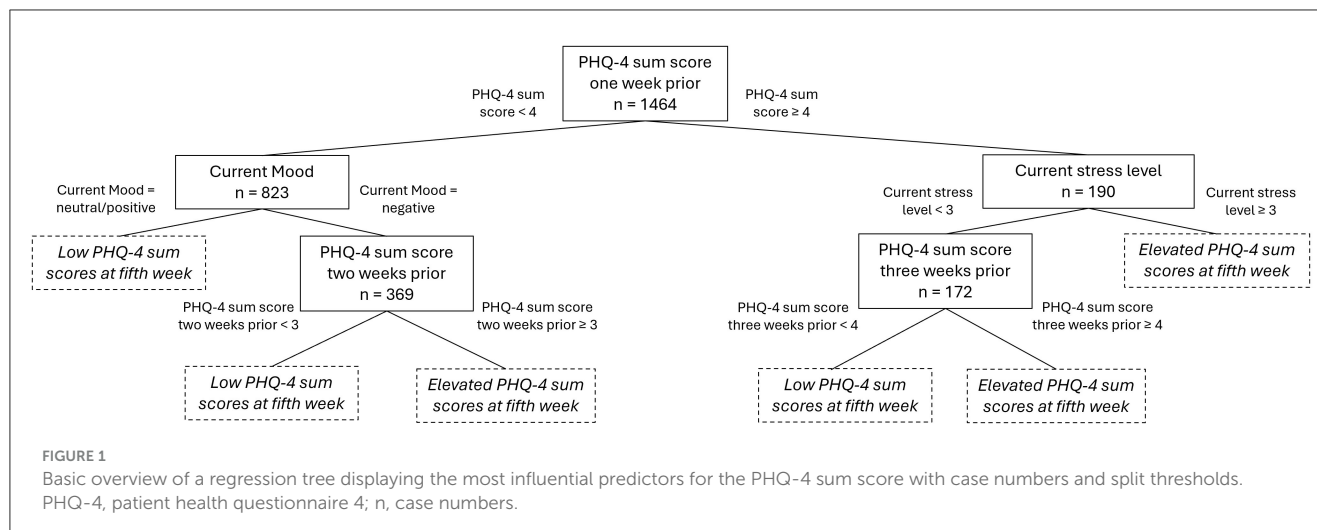 PHQ-4 sum score
one week prior
n = 1464
PHQ-4 sum
score < 4
PHQ-4 sum
score ≥ 4
Current Mood
n = 823
Current stress level
n = 190
Current Mood =
neutral/positive
Current Mood =
negative
Current stress
level < 3
Current stress
level ≥ 3
Low PHQ-4 sum
scores at fifth week
PHQ-4 sum score
two weeks prior
n = 369
PHQ-4 sum score
three weeks prior
n = 172
Elevated PHQ-4 sum
scores at fifth week
PHQ-4 sum score
two weeks prior < 3
PHQ-4 sum score
two weeks prior ≥ 3
PHQ-4 sum score
three weeks prior < 4
PHQ-4 sum score
three weeks prior ≥ 4
Low PHQ-4 sum
scores at fifth week
Elevated PHQ-4 sum
scores at fifth week
Low PHQ-4 sum
scores at fifth week
Elevated PHQ-4 sum
scores at fifth week
FIGURE 1
Basic overview of a regression tree displaying the most influential predictors for the PHQ-4 sum score with case numbers and split thresholds.
PHQ-4, patient health questionnaire 4; n, case numbers.